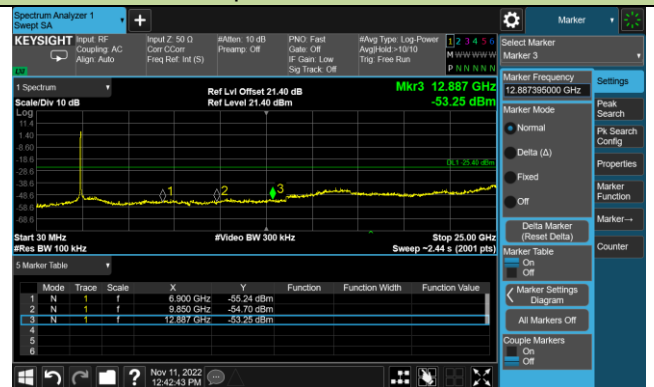 Spectrum Analyzer 1
Swept SA
Marker
KEYSIGHT
Input: RF
Coupling: AC
Align: Auto
Input Z: 50 Ω
Corr CCorr
Freq Ref: Int (S)
#Atten: 10 dB
Preamp: Off
PNO: Fast
Gate: Off
IF Gain: Low
Sig Track: Off
#Avg Type: Log-Power
Avg|Hold:>10/10
Trig: Free Run
1 2 3 4 5 6
M W W W W W
P N N N N N
LXI
Select Marker
Marker 3
1 Spectrum
Scale/Div 10 dB
Ref Lvl Offset 21.40 dB
Ref Level 21.40 dBm
Mkr3 12.887 GHz
-53.25 dBm
Log
11.4
1.40
-8.60
-18.6
-28.6
-38.6
-48.6
-58.6
-68.6
DL1 -25.40 dBm
1
2
3
Start 30 MHz
#Res BW 100 kHz
#Video BW 300 kHz
Stop 25.00 GHz
Sweep ~2.44 s (2001 pts)
5 Marker Table
Mode Trace Scale X Y Function Function Width Function Value
1 N 1 f 6.900 GHz -55.24 dBm
2 N 1 f 9.850 GHz -54.70 dBm
3 N 1 f 12.887 GHz -53.25 dBm
4
5
6
Marker Frequency
12.887395000 GHz
Marker Mode
Normal
Delta (Δ)
Fixed
Off
Delta Marker
(Reset Delta)
Marker Table
On
Off
Marker Settings
Diagram
All Markers Off
Couple Markers
On
Off
Settings
Peak
Search
Pk Search
Config
Properties
Marker
Function
Marker→
Counter
Nov 11, 2022
12:42:43 PM